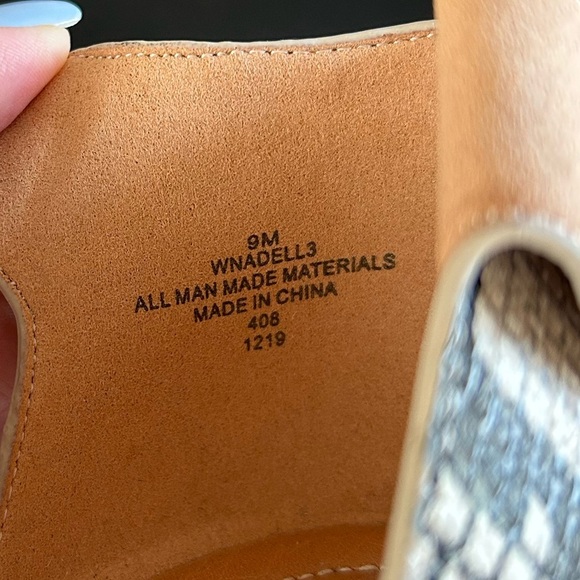 9M
WNADELL3
ALL MAN MADE MATERIALS
MADE IN CHINA
408
1219